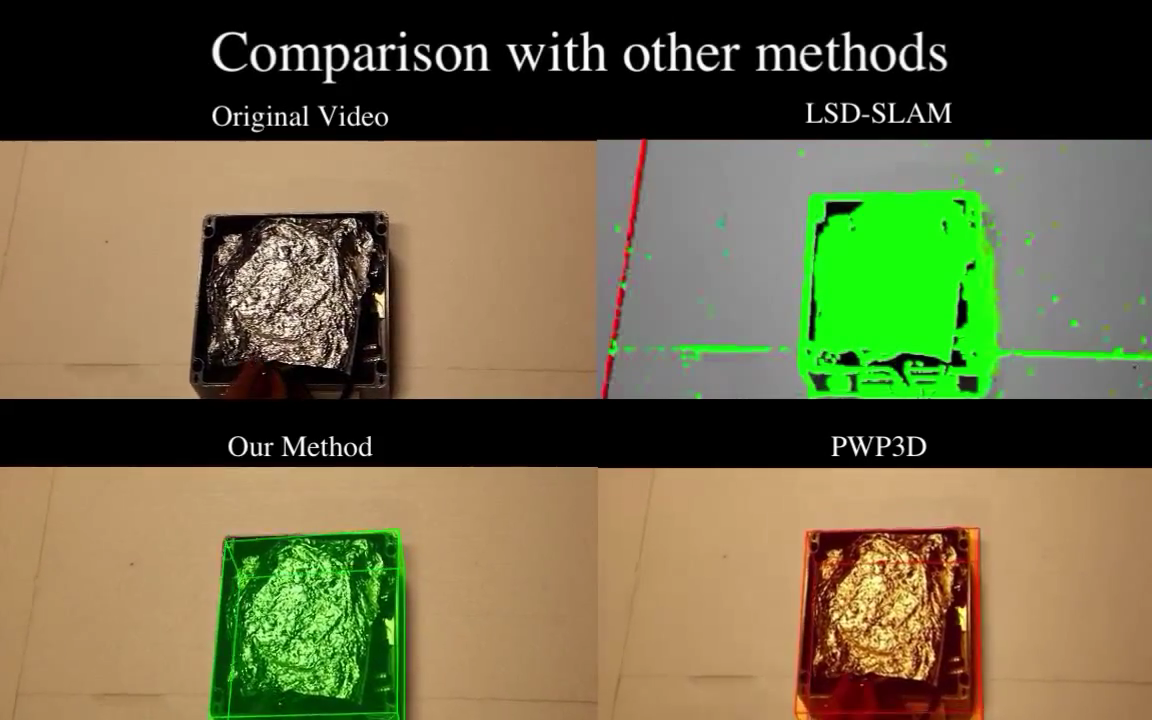 Comparison with other methods
Original Video
LSD-SLAM
Our Method
PWP3D